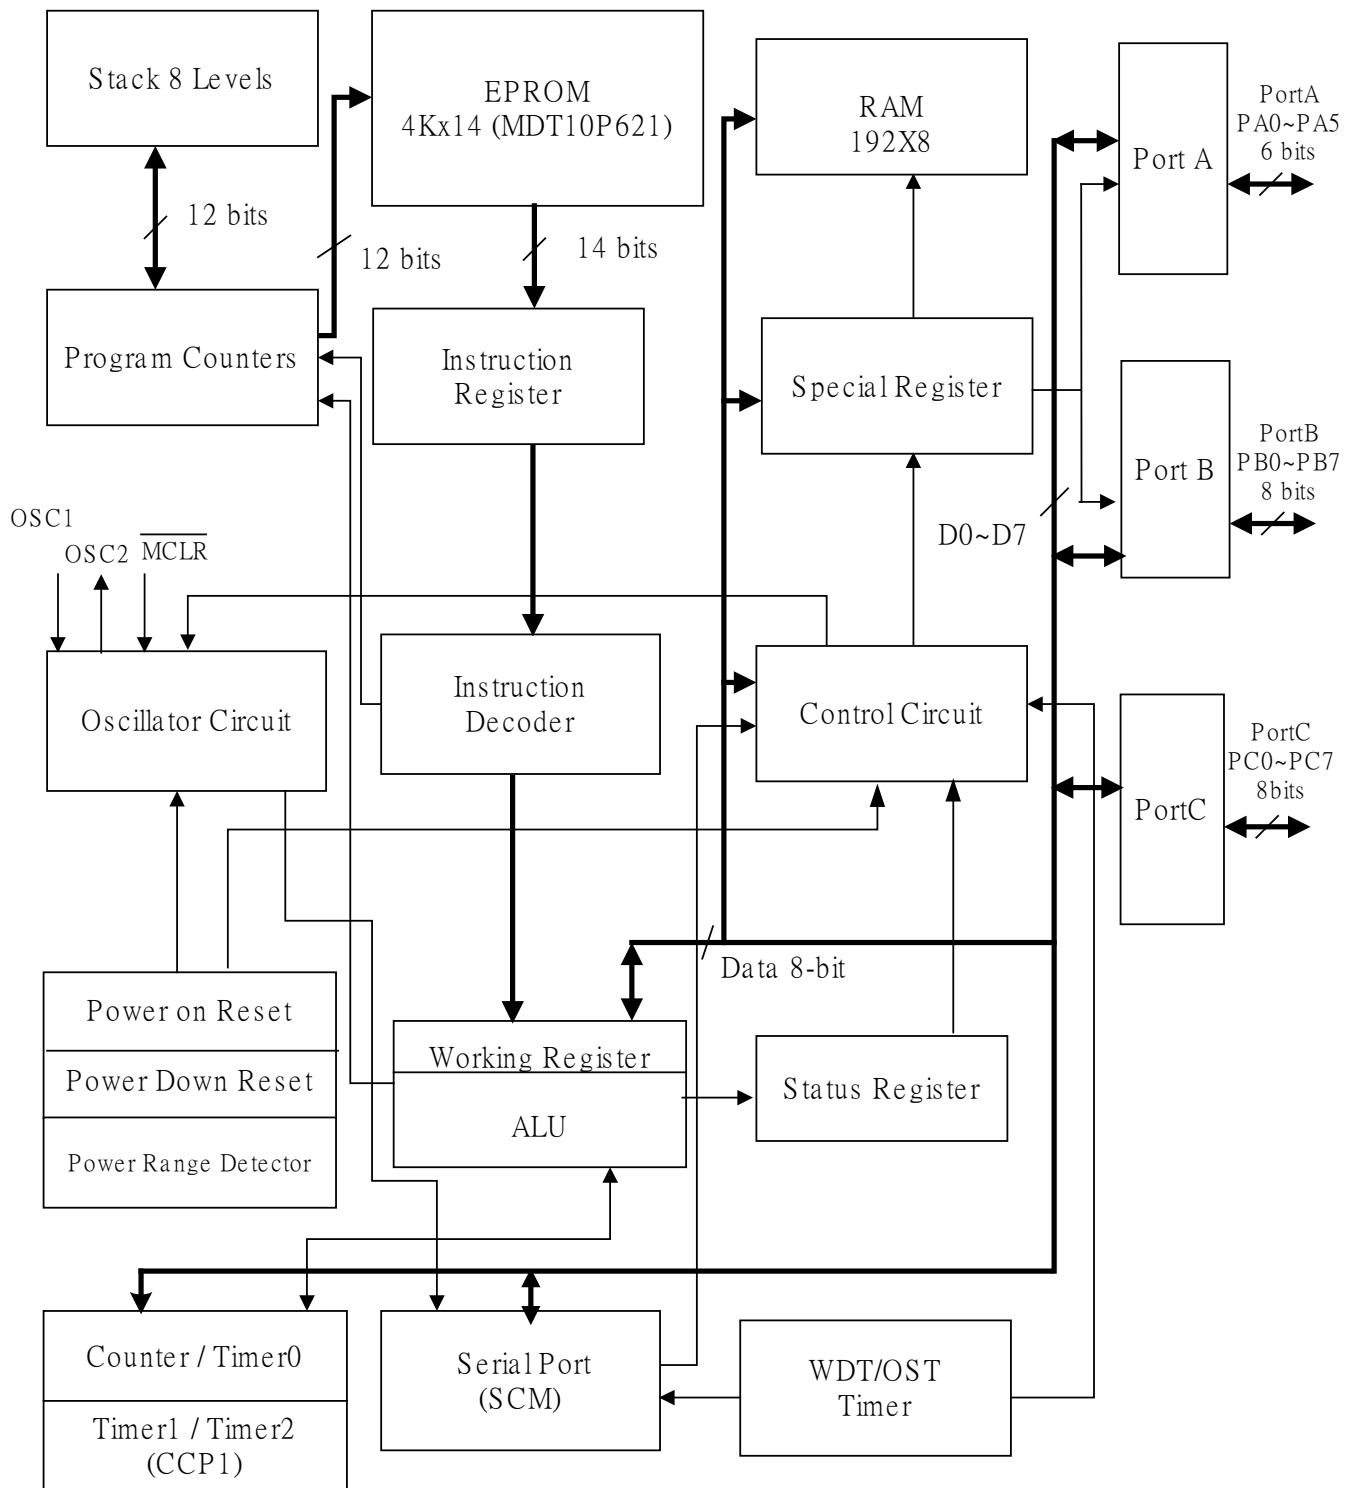 Stack 8 Levels
EPROM
4Kx14 (MDT10P621)
RAM
192X8
Port A
PortA
PA0~PA5
6 bits
12 bits
12 bits
14 bits
Program Counters
Instruction
Register
Special Register
Port B
PortB
PB0~PB7
8 bits
D0~D7
OSC1
OSC2
MCLR
Oscillator Circuit
Instruction
Decoder
Control Circuit
PortC
PortC
PC0~PC7
8bits
Data 8-bit
Power on Reset
Power Down Reset
Power Range Detector
Working Register
ALU
Status Register
Counter / Timer0
Timer1 / Timer2
(CCP1)
Serial Port
(SCM)
WDT/OST
Timer